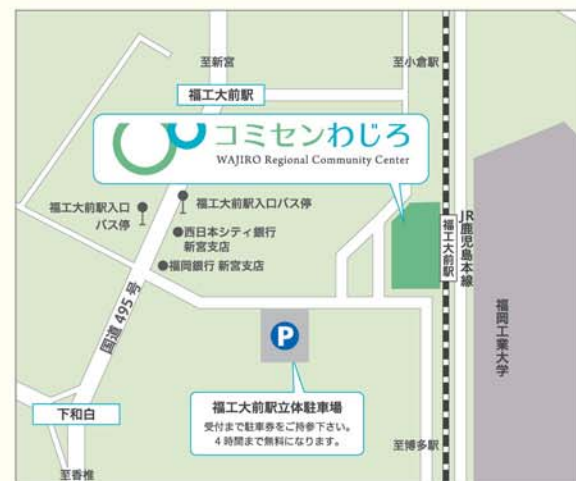 至新宮
至小倉駅
福工大前駅
コミセンわじろ
WAJIRO Regional Community Center
福工大前駅入口
バス停
福工大前駅入口バス停
●西日本シティ銀行
新宮支店
●福岡銀行 新宮支店
福工大前駅
JR鹿児島本線
国道495号
福岡工業大学
P
下和白
福工大前駅立体駐車場
受付まで駐車券をご持参下さい。
4時間まで無料になります。
至博多駅
至香椎